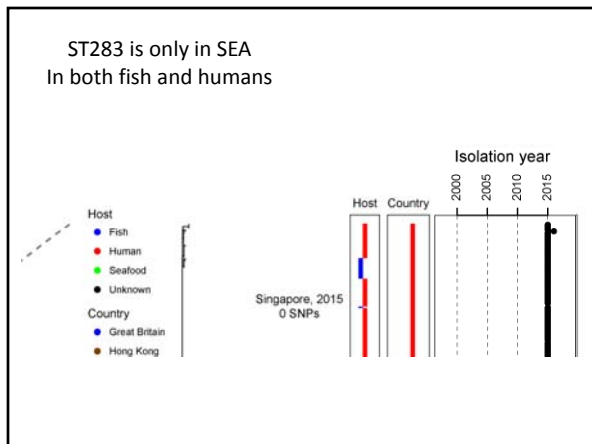 ST283 is only in SEA
In both fish and humans
Isolation year
2000
2005
2010
2015
Host
Country
Host
Fish
Human
Seafood
Unknown
Country
Great Britain
Hong Kong
Singapore, 2015
0 SNPs